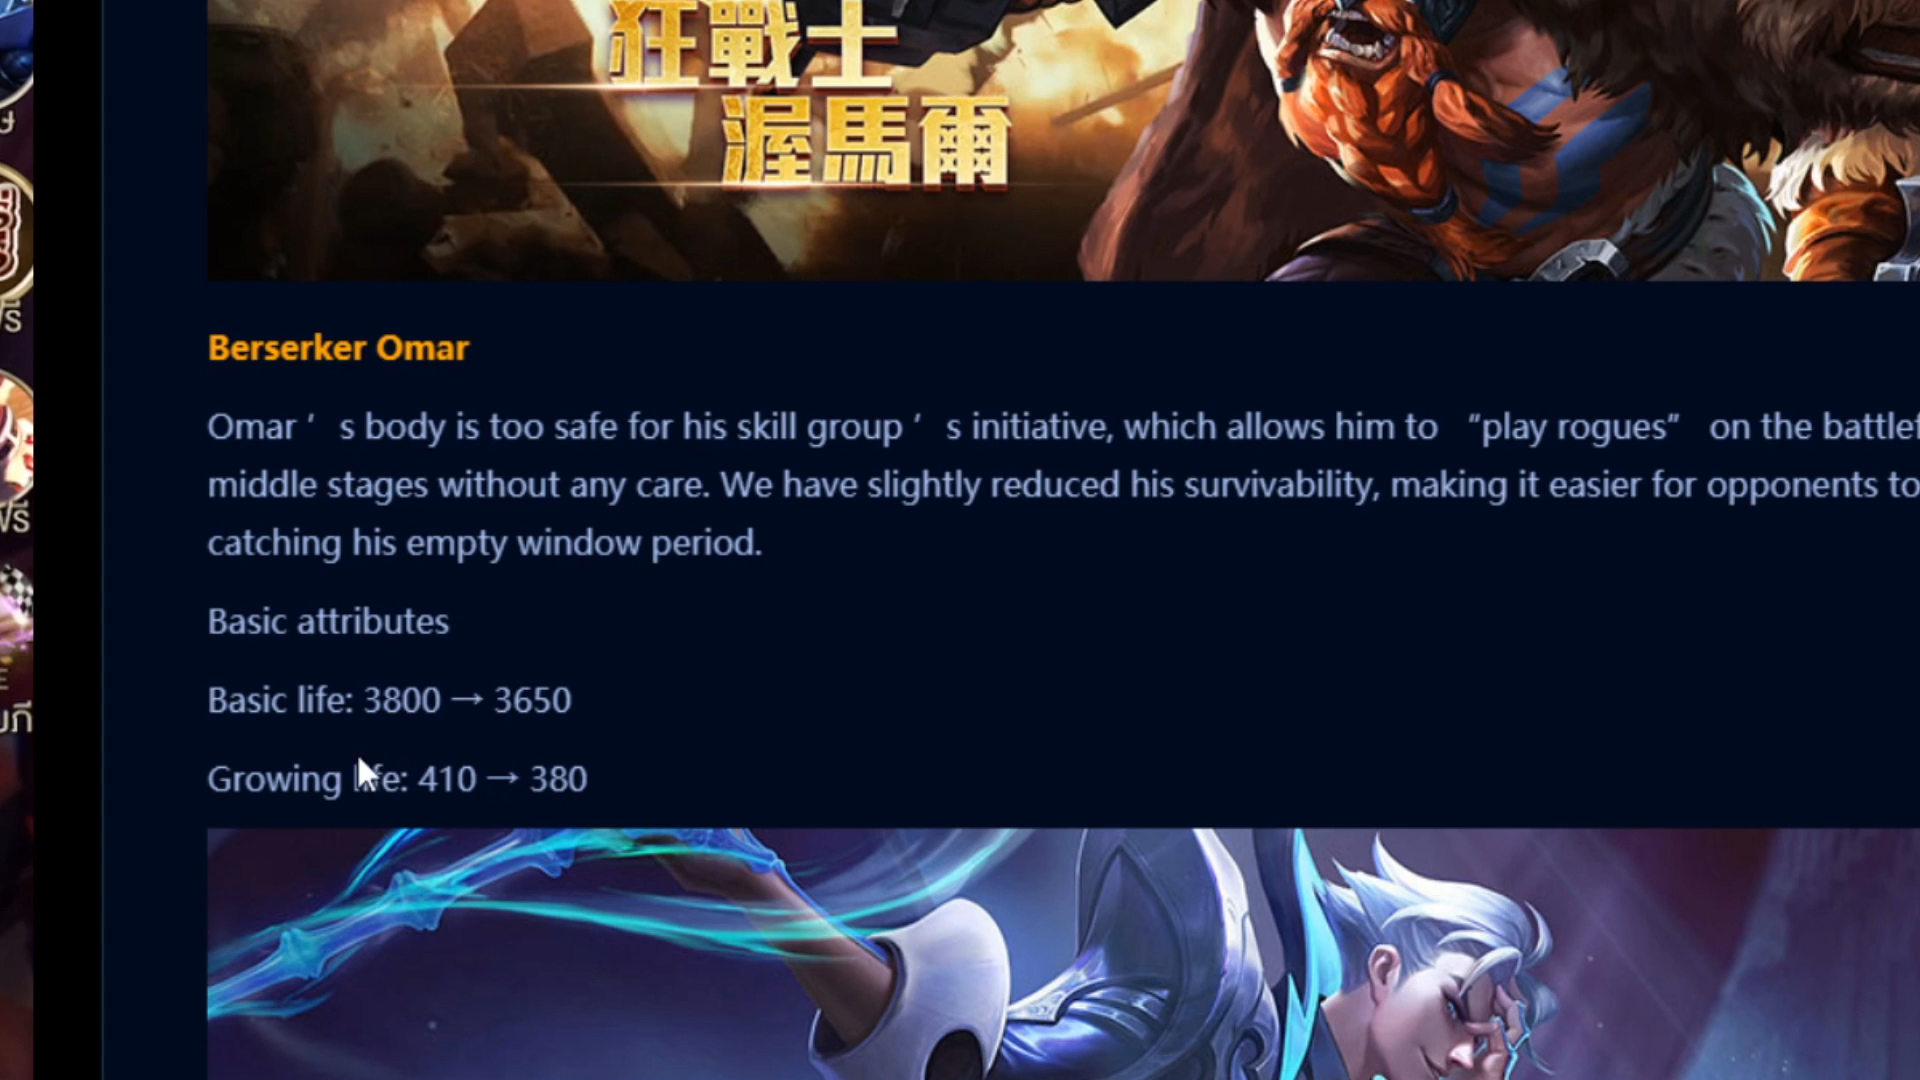 狂戰士
渥馬爾
Berserker Omar
Omar ’ s body is too safe for his skill group ’ s initiative, which allows him to “play rogues” on the
middle stages without any care. We have slightly reduced his survivability, making it easier for opponents to
catching his empty window period.
Basic attributes
Basic life: 3800 → 3650
Growing life: 410 → 380